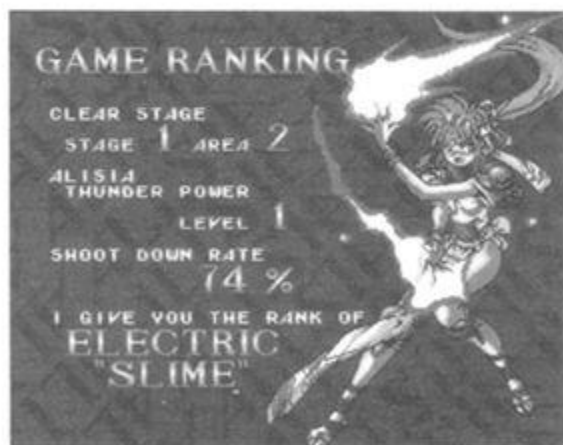 GAME RANKING
CLEAR STAGE
STAGE 1 AREA 2
ALISIA
THUNDER POWER
LEVEL 1
SHOOT DOWN RATE
74 %
I GIVE YOU THE RANK OF
ELECTRIC
"SLIME"